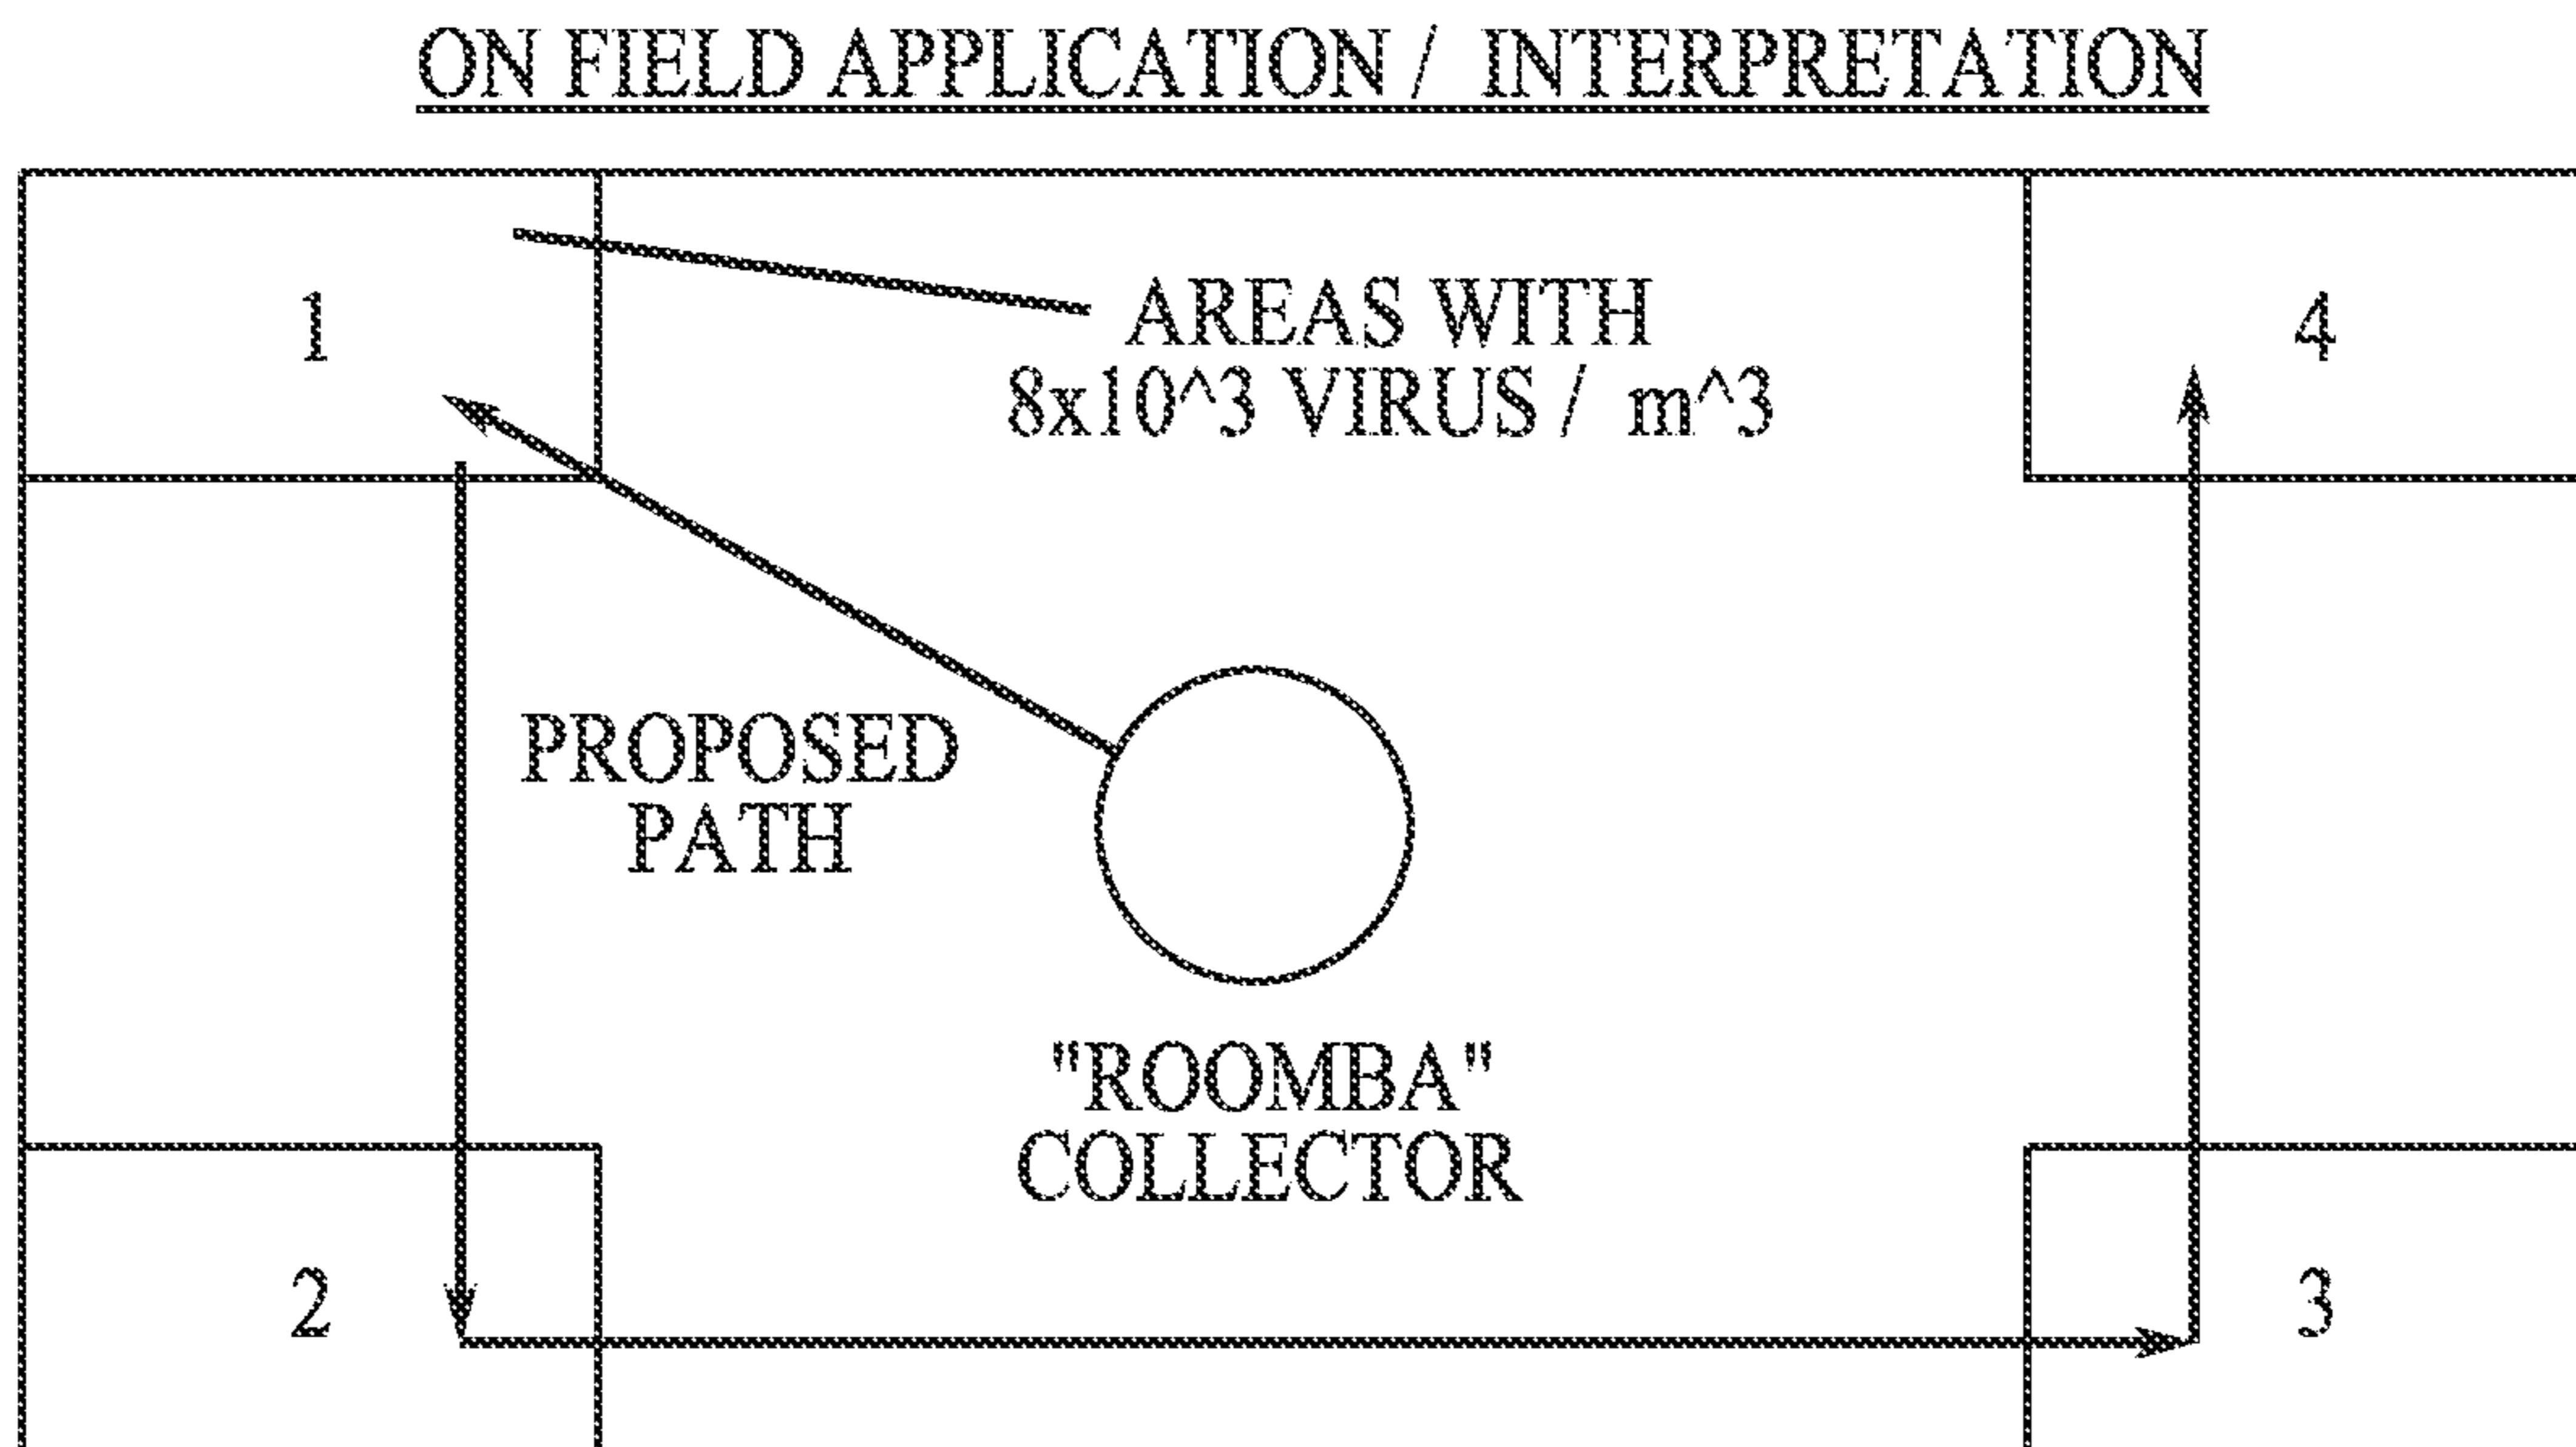 ON FIELD APPLICATION / INTERPRETATION
1
AREAS WITH
8x10^3 VIRUS / m^3
4
PROPOSED
PATH
"ROOMBA"
COLLECTOR
2
3